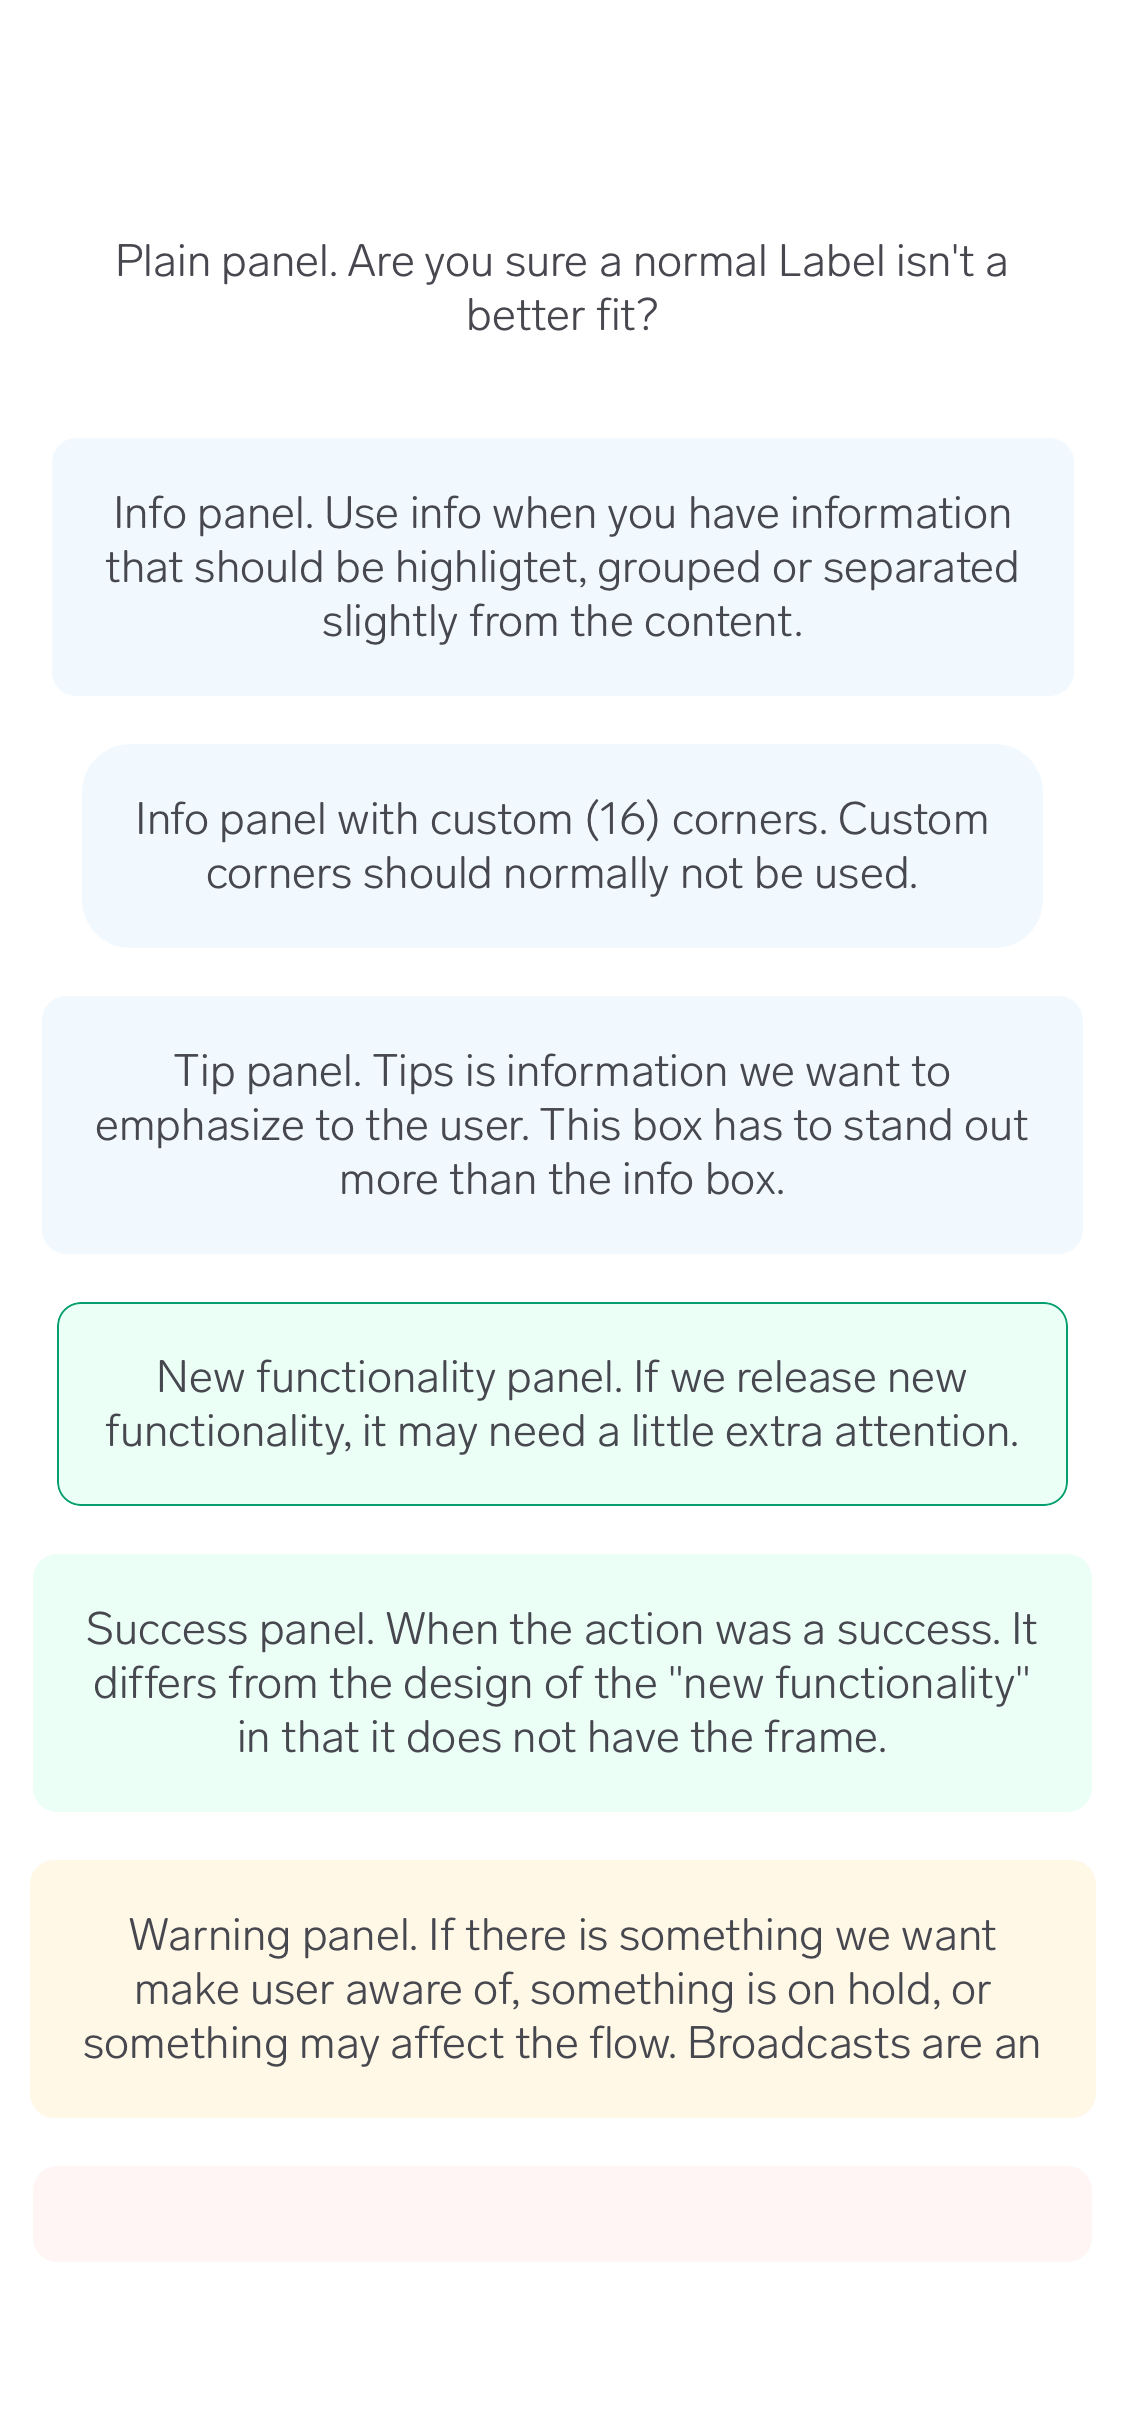 Plain panel. Are you sure a normal Label isn't a
better fit?
Info panel. Use info when you have information
that should be highligtet, grouped or separated
slightly from the content.
Info panel with custom (16) corners. Custom
corners should normally not be used.
Tip panel. Tips is information we want to
emphasize to the user. This box has to stand out
more than the info box.
New functionality panel. If we release new
functionality, it may need a little extra attention.
Success panel. When the action was a success. It
differs from the design of the "new functionality"
in that it does not have the frame.
Warning panel. If there is something we want
make user aware of, something is on hold, or
something may affect the flow. Broadcasts are an